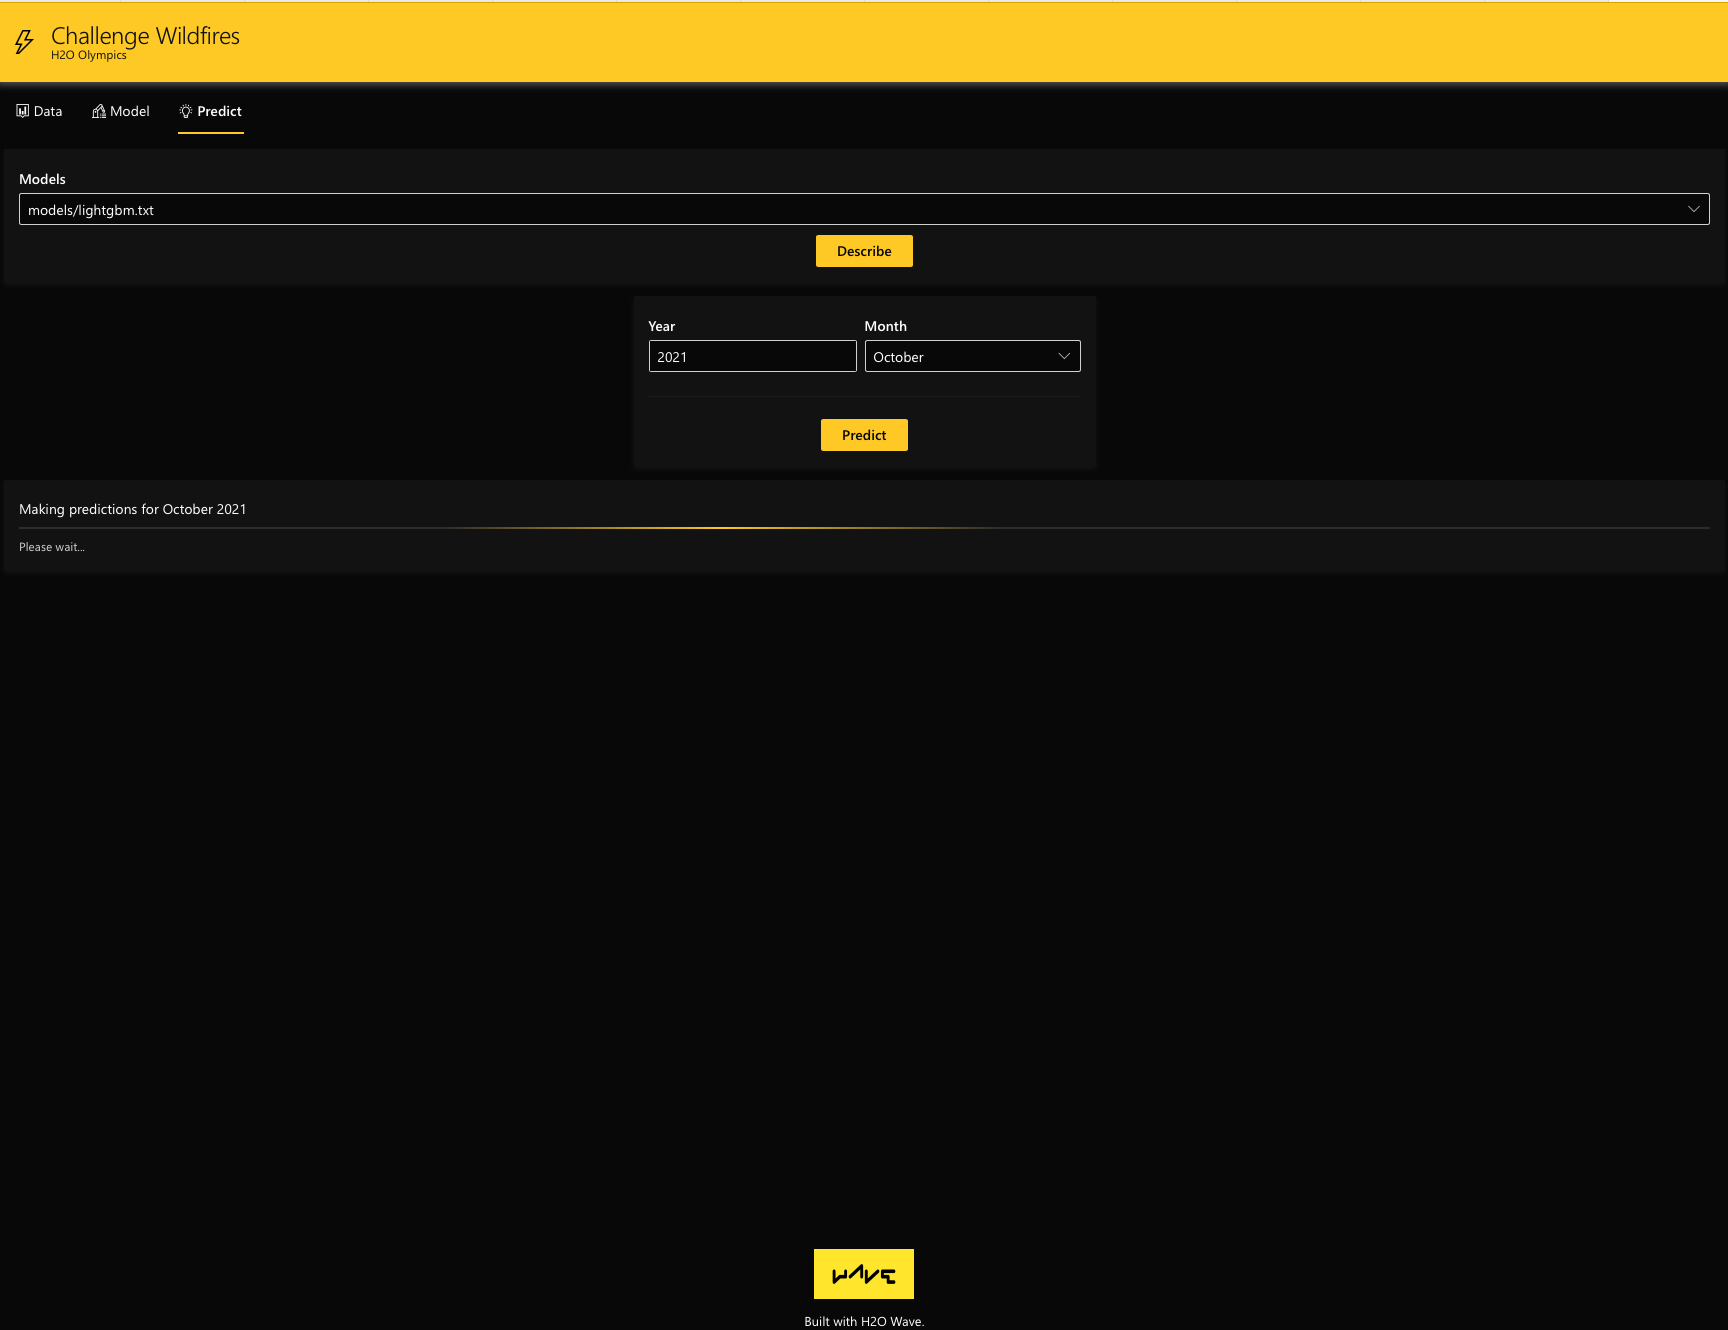 Challenge Wildfires
H2O Olympics
Data Model Predict
Models
models/lightgbm.txt
Describe
Year Month
2021 October
Predict
Making predictions for October 2021
Please wait...
WAVE
Built with H2O Wave.